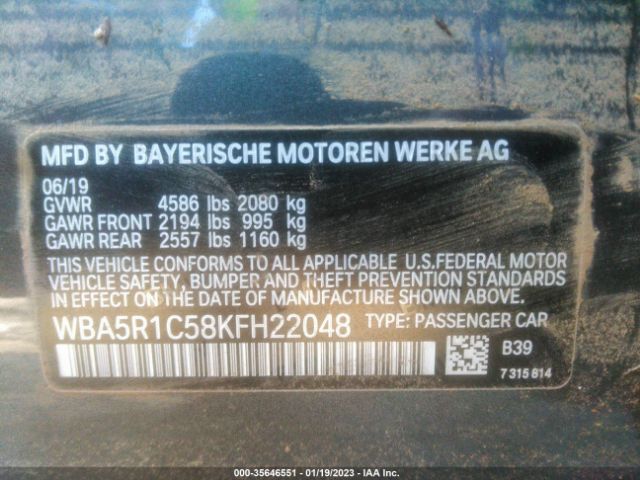 MFD BY BAYERISCHE MOTOREN WERKE AG
06/19
GVWR 4586 lbs 2080 kg
GAWR FRONT 2194 lbs 995 kg
GAWR REAR 2557 lbs 1160 kg
THIS VEHICLE CONFORMS TO ALL APPLICABLE U.S.FEDERAL MOTOR
VEHICLE SAFETY, BUMPER AND THEFT PREVENTION STANDARDS
IN EFFECT ON THE DATE OF MANUFACTURE SHOWN ABOVE.
WBA5R1C58KFH22048 TYPE: PASSENGER CAR
B39
7 315 814
000-35646551 | 01/19/2023 | IAA Inc.